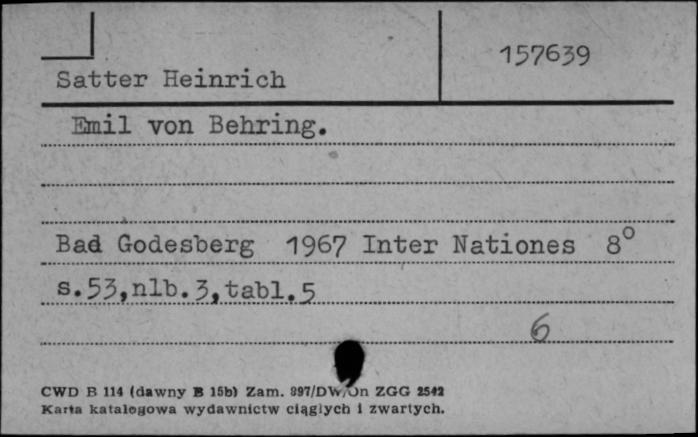 157639
Satter Heinrich
Emil von Behring.
Bad Godesberg 1967 Inter Nationes 8°
s.53,nlb.3,tabl.5
6
CWD B 114 (dawny B 15b) Zam. 997/DW/On ZGG 2542
Karta katalogowa wydawnictw ciągłych i zwartych.